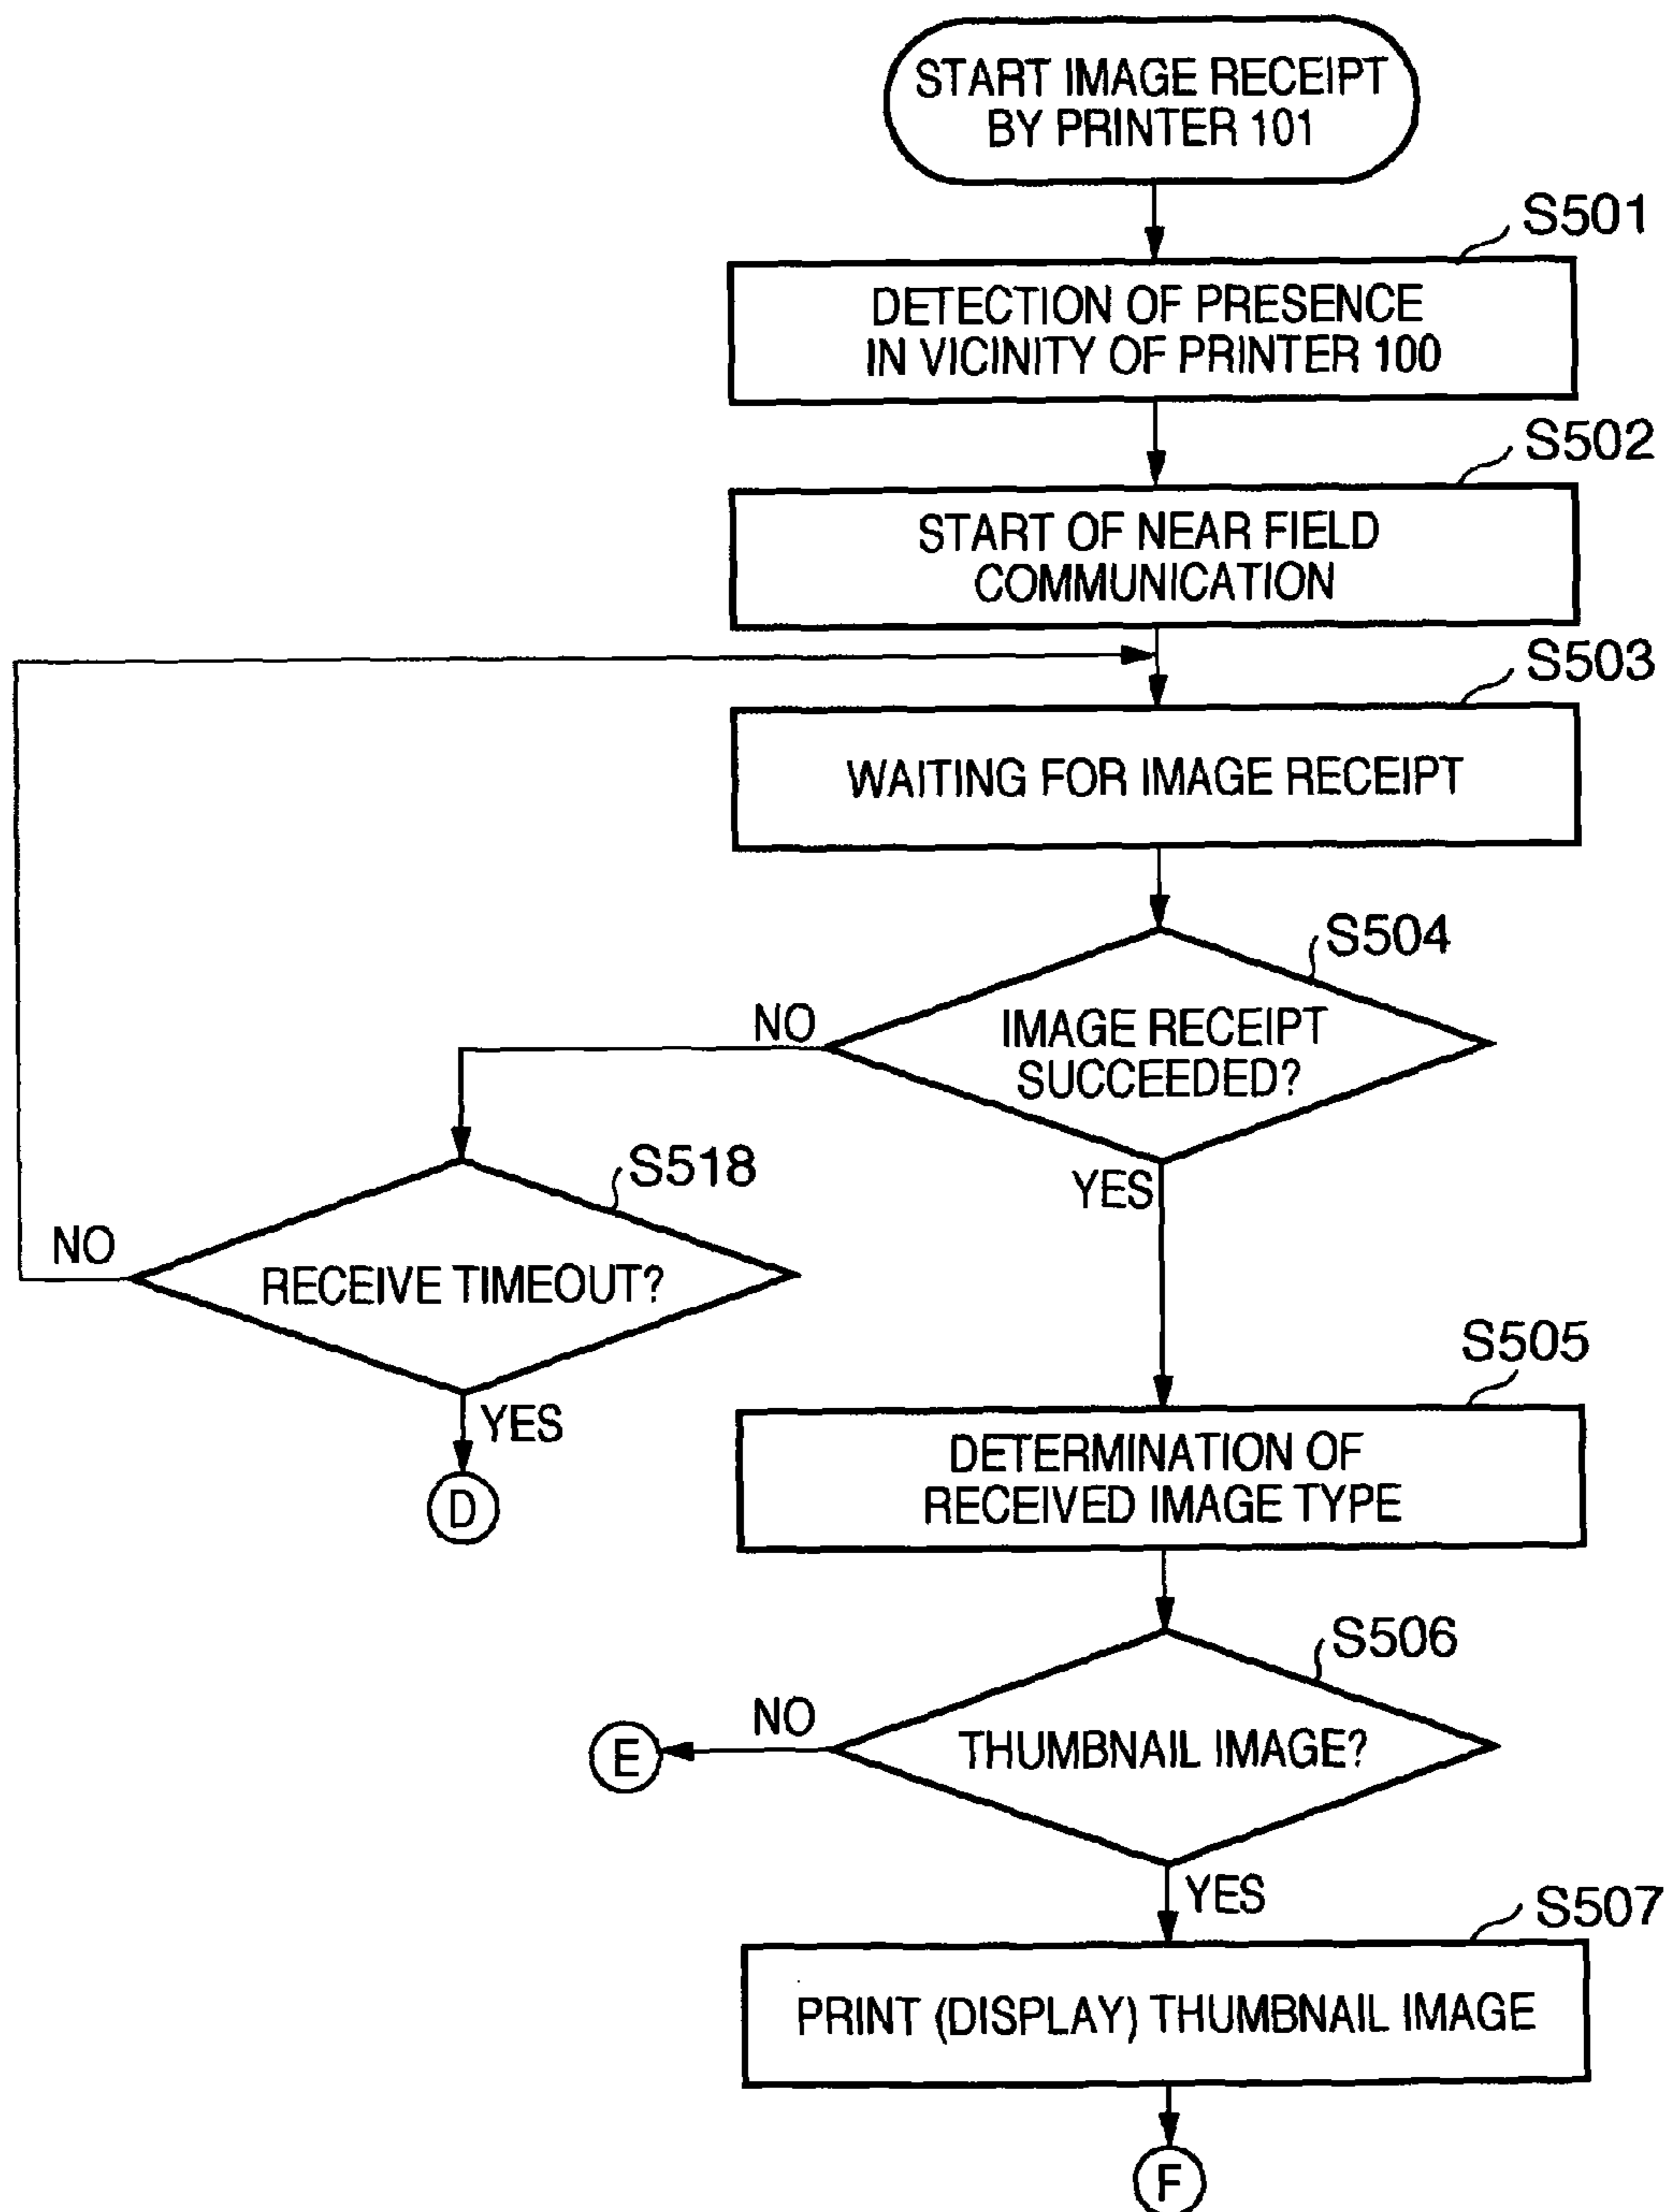 START IMAGE RECEIPT
BY PRINTER 101
S501
DETECTION OF PRESENCE
IN VICINITY OF PRINTER 100
S502
START OF NEAR FIELD
COMMUNICATION
S503
WAITING FOR IMAGE RECEIPT
S504
NO
IMAGE RECEIPT
SUCCEEDED?
YES
S518
NO
RECEIVE TIMEOUT?
YES
D
S505
DETERMINATION OF
RECEIVED IMAGE TYPE
S506
NO
E
THUMBNAIL IMAGE?
YES
S507
PRINT (DISPLAY) THUMBNAIL IMAGE
F